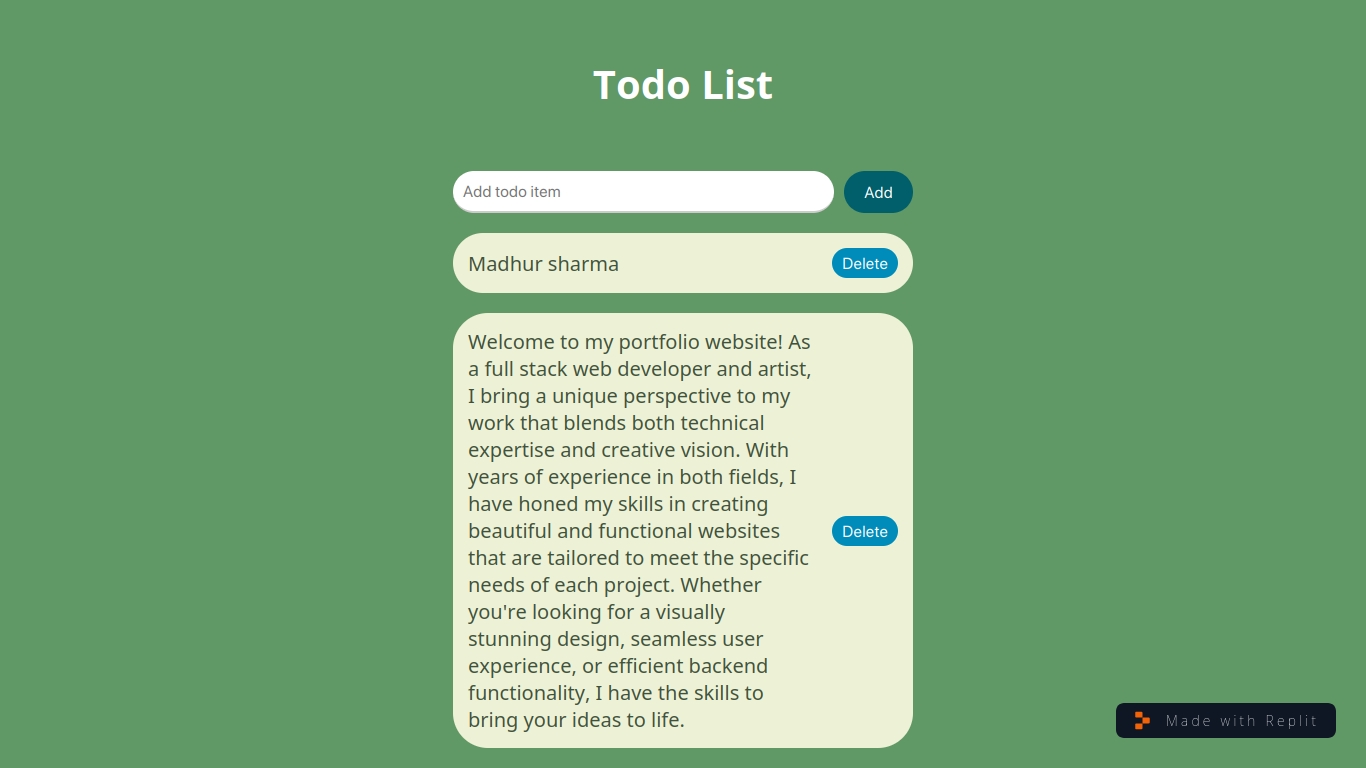 Todo List
Add todo item
Add
Madhur sharma
Delete
Welcome to my portfolio website! As
a full stack web developer and artist,
I bring a unique perspective to my
work that blends both technical
expertise and creative vision. With
years of experience in both fields, I
have honed my skills in creating
beautiful and functional websites
that are tailored to meet the specific
needs of each project. Whether
you're looking for a visually
stunning design, seamless user
experience, or efficient backend
functionality, I have the skills to
bring your ideas to life.
Delete
Made with Replit